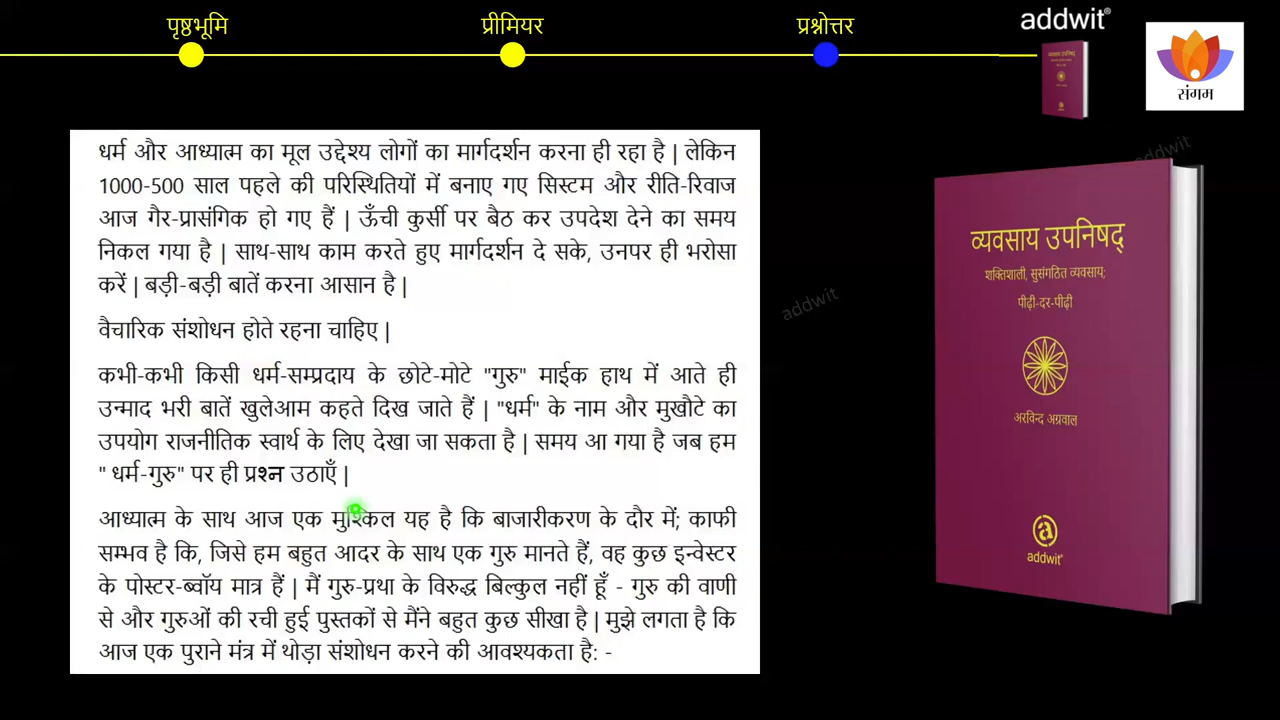 पृष्ठभूमि
प्रीमियर
प्रश्नोत्तर
addwit®
संगम
धर्म और आध्यात्म का मूल उद्देश्य लोगों का मार्गदर्शन करना ही रहा है | लेकिन
1000-500 साल पहले की परिस्थितियों में बनाए गए सिस्टम और रीति-रिवाज
आज गैर-प्रासंगिक हो गए हैं | ऊँची कुर्सी पर बैठ कर उपदेश देने का समय
निकल गया है | साथ-साथ काम करते हुए मार्गदर्शन दे सके, उनपर ही भरोसा
करें | बड़ी-बड़ी बातें करना आसान है |
वैचारिक संशोधन होते रहना चाहिए |
कभी-कभी किसी धर्म-सम्प्रदाय के छोटे-मोटे "गुरु" माईक हाथ में आते ही
उन्माद भरी बातें खुलेआम कहते दिख जाते हैं | "धर्म" के नाम और मुखौटे का
उपयोग राजनीतिक स्वार्थ के लिए देखा जा सकता है | समय आ गया है जब हम
" धर्म-गुरु" पर ही प्रश्न उठाएँ |
आध्यात्म के साथ आज एक मुश्किल यह है कि बाजारीकरण के दौर में; काफी
सम्भव है कि, जिसे हम बहुत आदर के साथ एक गुरु मानते हैं, वह कुछ इन्वेस्टर
के पोस्टर-ब्वॉय मात्र हैं | मैं गुरु-प्रथा के विरुद्ध बिल्कुल नहीं हूँ - गुरु की वाणी
से और गुरुओं की रची हुई पुस्तकों से मैंने बहुत कुछ सीखा है | मुझे लगता है कि
आज एक पुराने मंत्र में थोड़ा संशोधन करने की आवश्यकता है: -
addwit
addwit
व्यवसाय उपनिषद्
शक्तिशाली, सुसंगठित व्यवसाय;
पीढ़ी-दर-पीढ़ी
अरविन्द अग्रवाल
addwit®